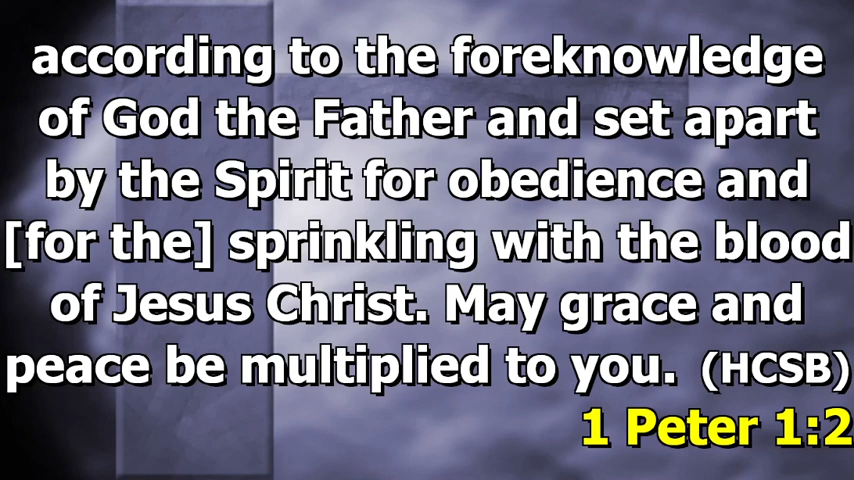 according to the foreknowledge
of God the Father and set apart
by the Spirit for obedience and
[for the] sprinkling with the blood
of Jesus Christ. May grace and
peace be multiplied to you. (HCSB)
1 Peter 1:2